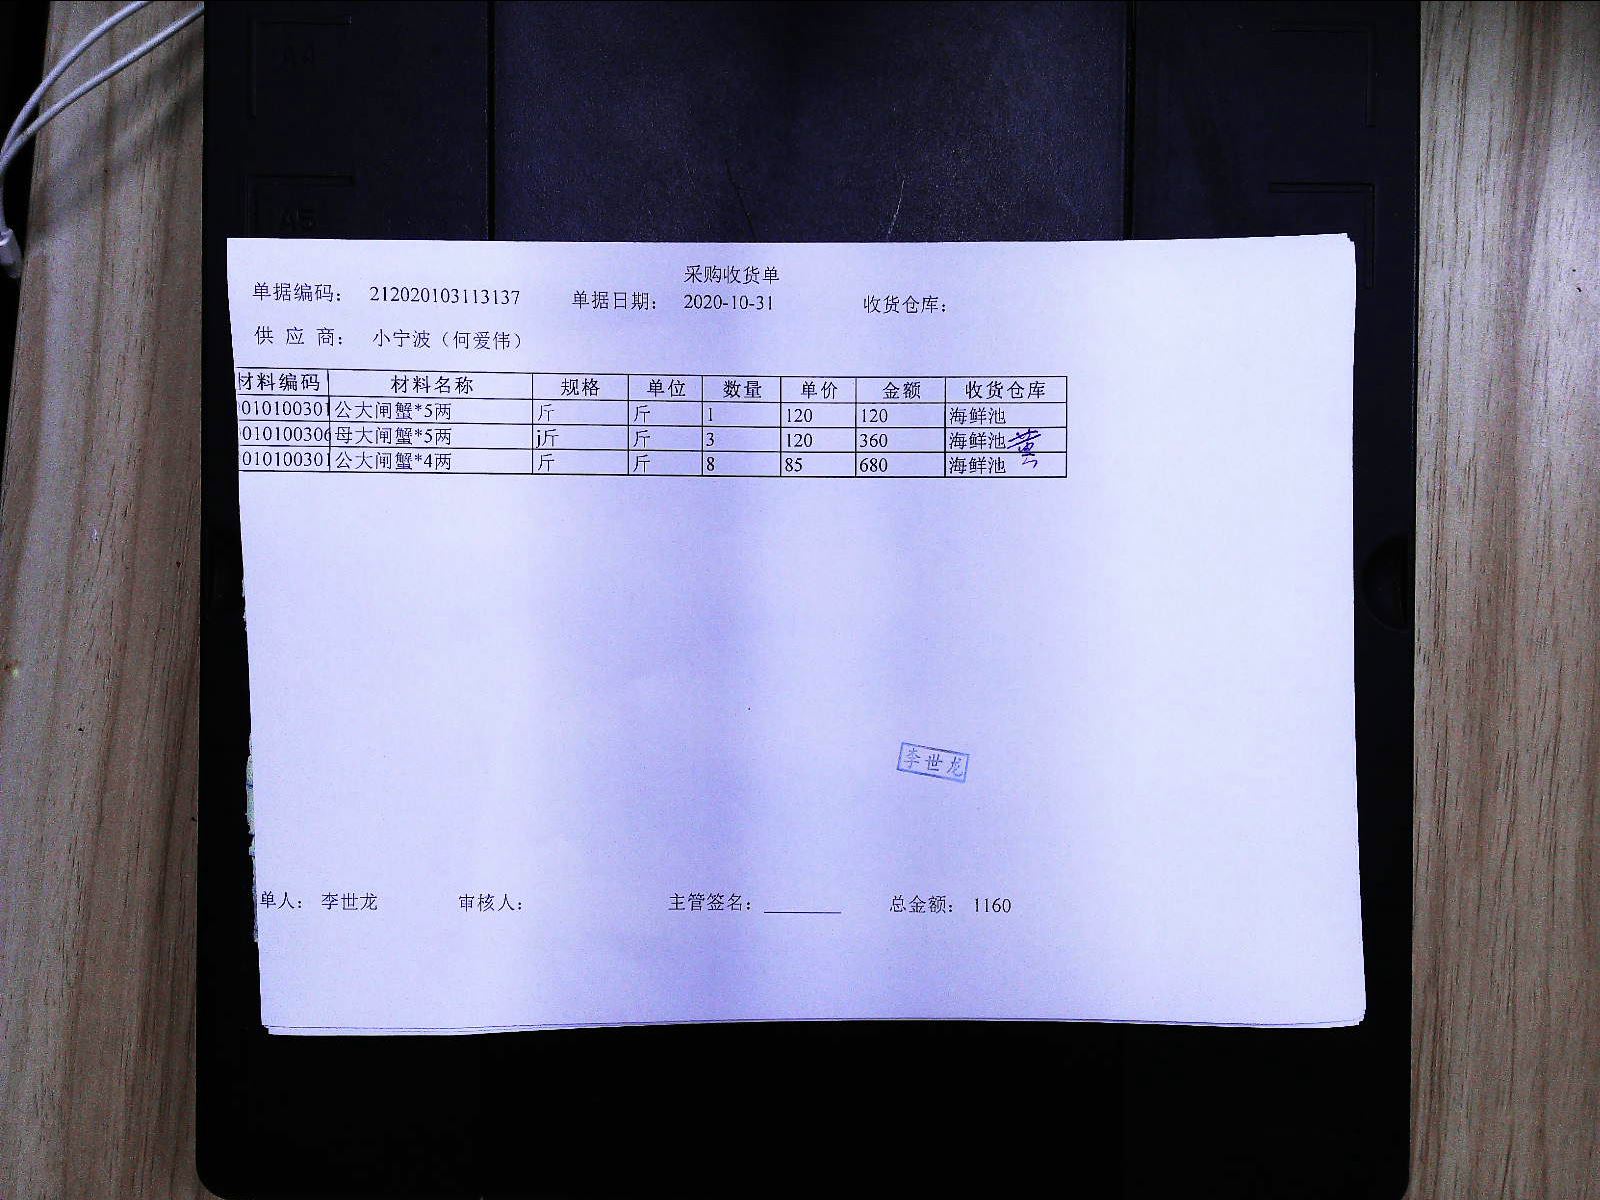 A4
A5
采购收货单
单据编码： 212020103113137 单据日期： 2020-10-31 收货仓库：
供 应 商： 小宁波（何爱伟）
材料编码 材料名称 规格 单位 数量 单价 金额 收货仓库
010100301 公大闸蟹*5两 斤 斤 1 120 120 海鲜池
010100306 母大闸蟹*5两 j斤 斤 3 120 360 海鲜池
010100301 公大闸蟹*4两 斤 斤 8 85 680 海鲜池
李世龙
单人： 李世龙 审核人： 主管签名： 总金额： 1160